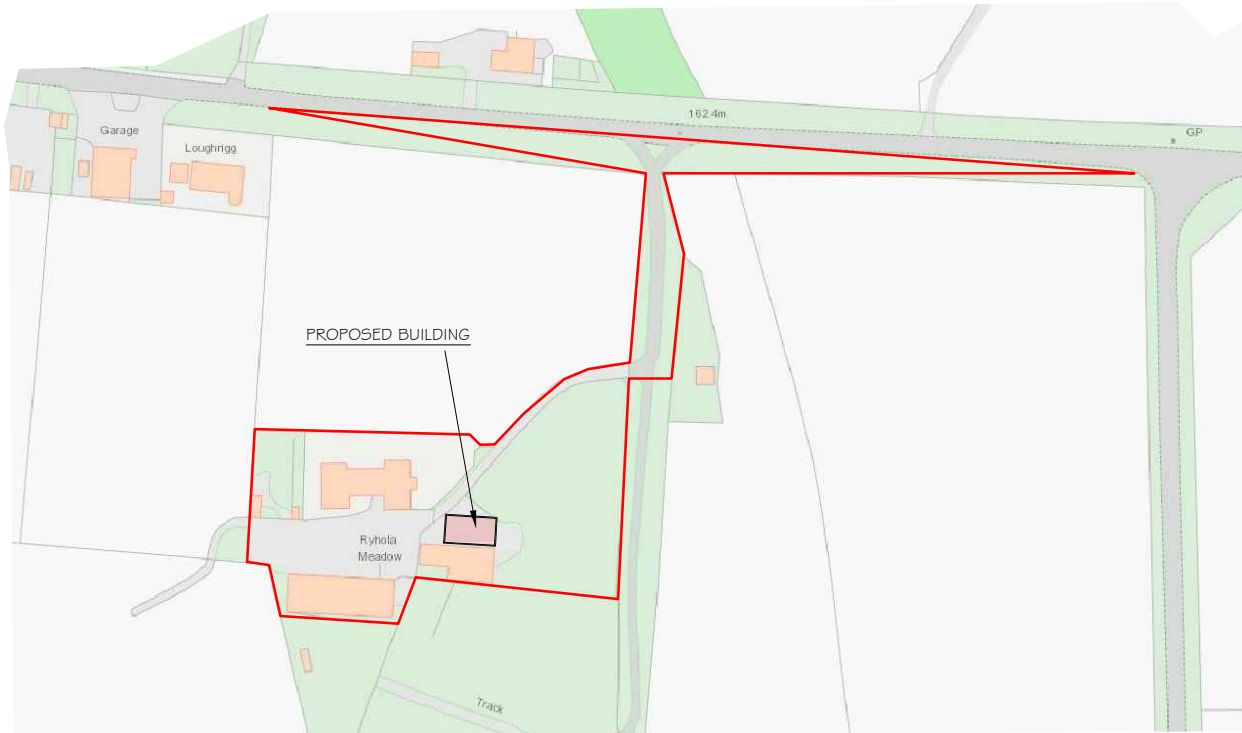 162.4m
GP
Garage
Loughrigg
PROPOSED BUILDING
Ryhola
Meadow
Track